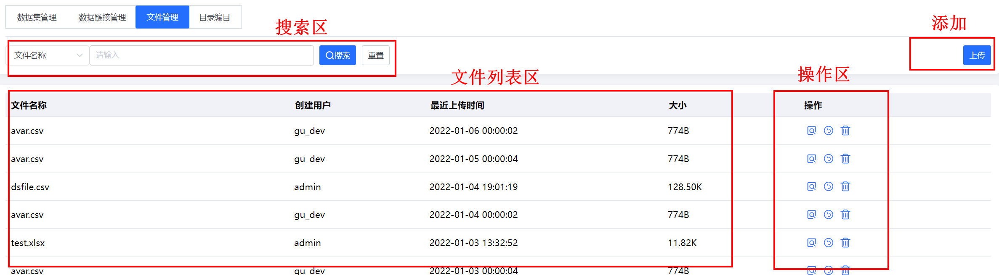 数据集管理 数据链接管理 文件管理 目录编目
搜索区
添加
文件名称 请输入 搜索 重置
上传
文件列表区
操作区
文件名称 创建用户 最近上传时间 大小 操作
avar.csv gu_dev 2022-01-06 00:00:02 774B
avar.csv gu_dev 2022-01-05 00:00:04 774B
dsfile.csv admin 2022-01-04 19:01:19 128.50K
avar.csv gu_dev 2022-01-04 00:00:02 774B
test.xlsx admin 2022-01-03 13:32:52 11.82K
avar.csv gu_dev 2022-01-03 00:00:04 774B